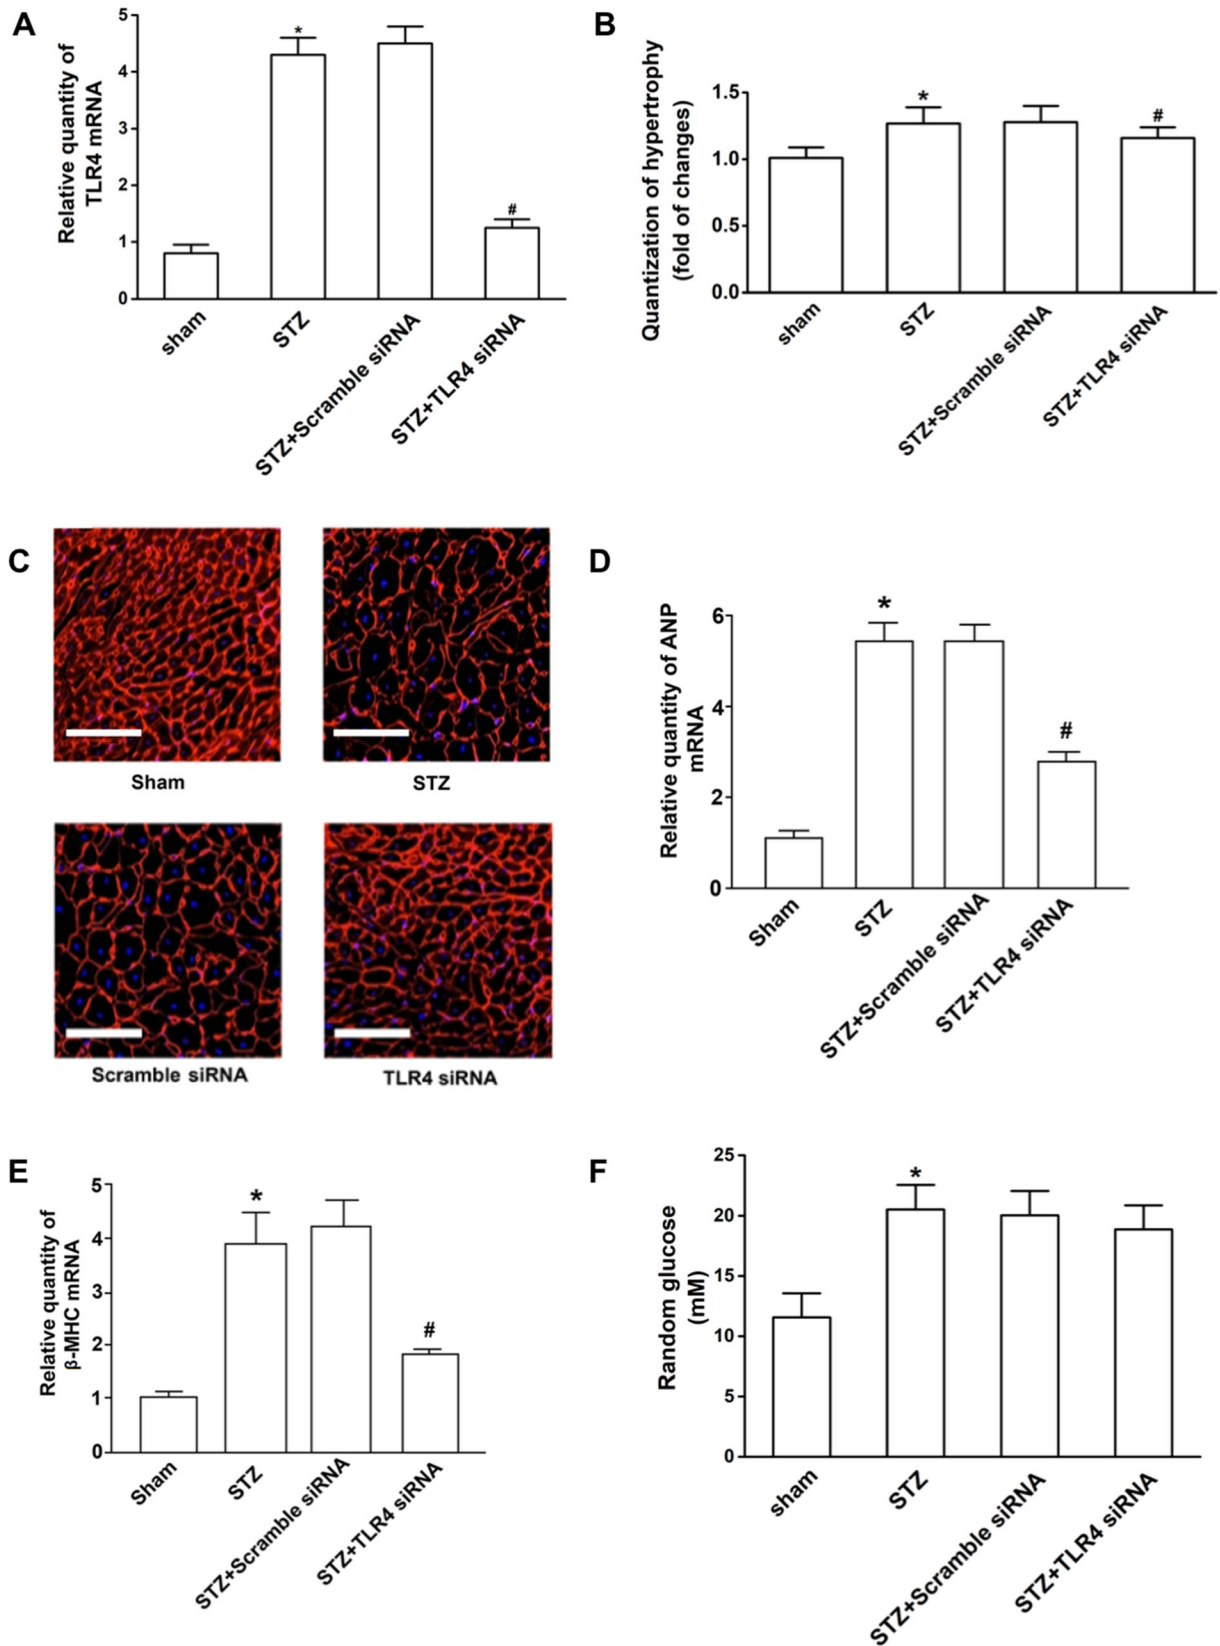 A
Relative quantity of
TLR4 mRNA
5
4
3
2
1
0
*
#
sham
STZ
STZ+Scramble siRNA
STZ+TLR4 siRNA
B
Quantization of hypertrophy
(fold of changes)
1.5
1.0
0.5
0.0
*
#
sham
STZ
STZ+Scramble siRNA
STZ+TLR4 siRNA
C
Sham
STZ
Scramble siRNA
TLR4 siRNA
D
Relative quantity of ANP
mRNA
6
4
2
0
*
#
Sham
STZ
STZ+Scramble siRNA
STZ+TLR4 siRNA
E
Relative quantity of
β-MHC mRNA
5
4
3
2
1
0
*
#
Sham
STZ
STZ+Scramble siRNA
STZ+TLR4 siRNA
F
Random glucose
(mM)
25
20
15
10
5
0
*
sham
STZ
STZ+Scramble siRNA
STZ+TLR4 siRNA